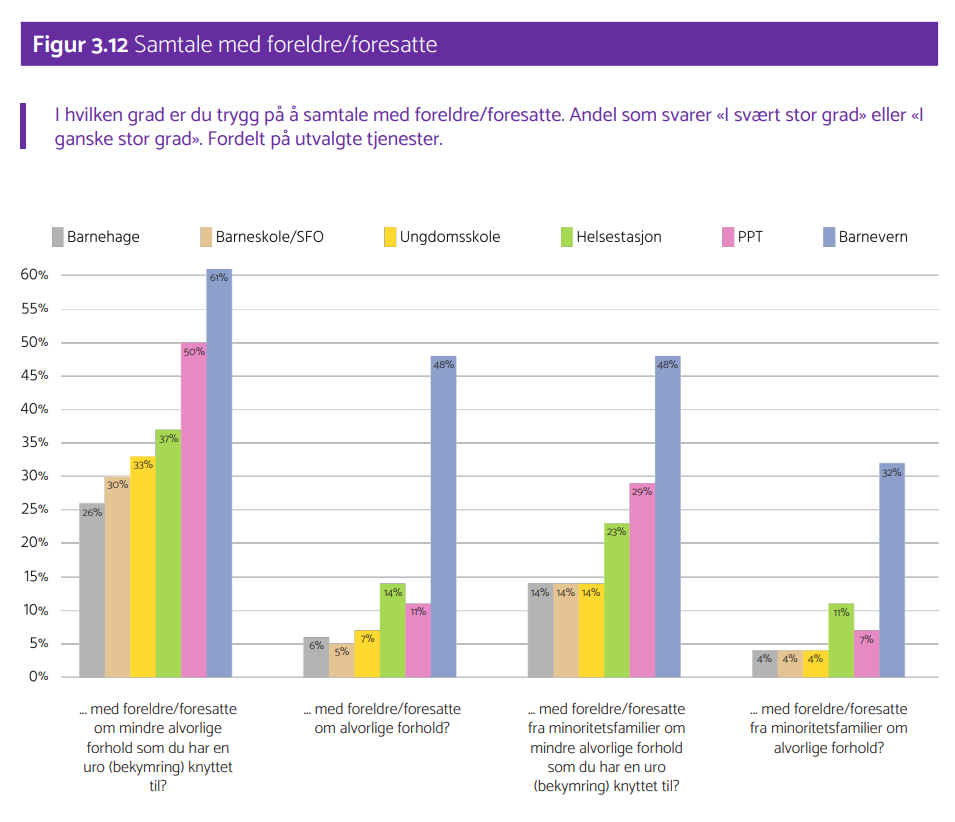 Figur 3.12 Samtale med foreldre/foresatte
I hvilken grad er du trygg på å samtale med foreldre/foresatte. Andel som svarer «I svært stor grad» eller «I
ganske stor grad». Fordelt på utvalgte tjenester.
Barnehage Barneskole/SFO Ungdomsskole Helsestasjon PPT Barnevern
60%
55%
50%
45%
40%
35%
30%
25%
20%
15%
10%
5%
0%
26% 30% 33% 37% 50% 61%
6% 5% 7% 14% 11% 48%
14% 14% 14% 23% 29% 48%
4% 4% 4% 11% 7% 32%
... med foreldre/foresatte
om mindre alvorlige
forhold som du har en
uro (bekymring) knyttet
til?
... med foreldre/foresatte
om alvorlige forhold?
... med foreldre/foresatte
fra minoritetsfamilier om
mindre alvorlige forhold
som du har en uro
(bekymring) knyttet til?
... med foreldre/foresatte
fra minoritetsfamilier om
alvorlige forhold?